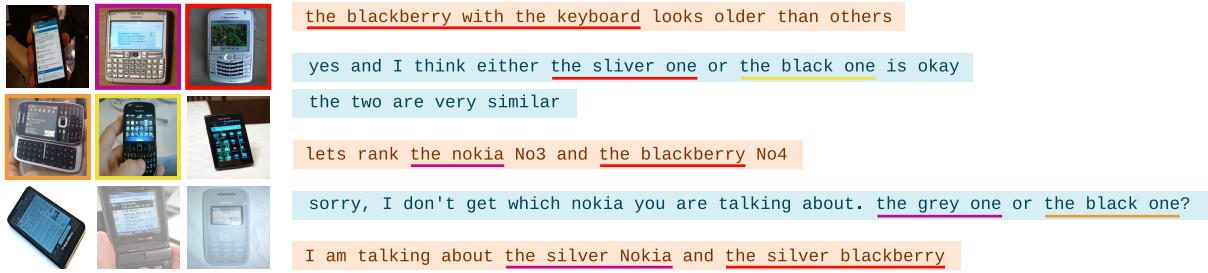 the blackberry with the keyboard looks older than others
yes and I think either the sliver one or the black one is okay
the two are very similar
lets rank the nokia No3 and the blackberry No4
sorry, I don't get which nokia you are talking about. the grey one or the black one?
I am talking about the silver Nokia and the silver blackberry